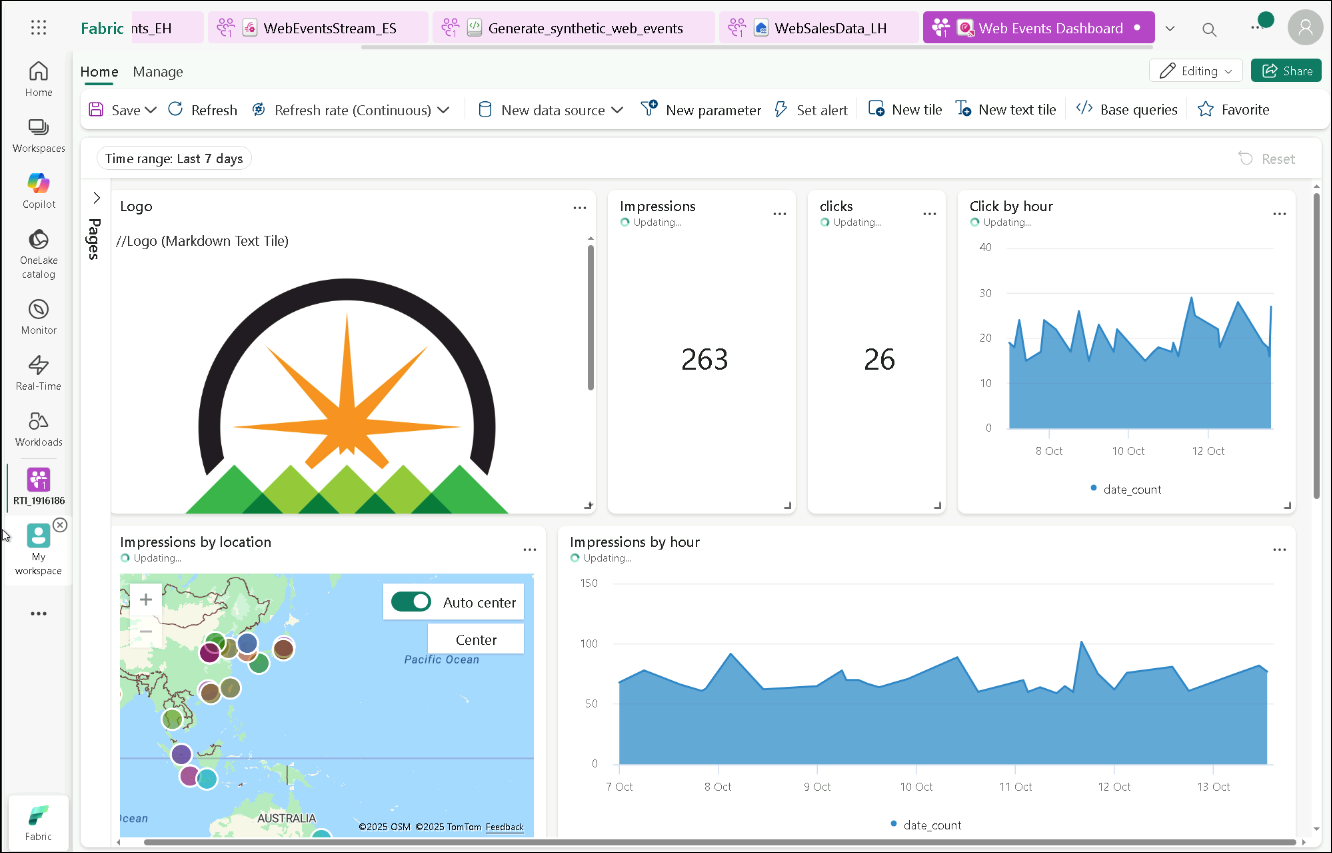 Fabric
nts_EH
WebEventsStream_ES
Generate_synthetic_web_events
WebSalesData_LH
Web Events Dashboard
Home
Manage
Editing
Share
Save
Refresh
Refresh rate (Continuous)
New data source
New parameter
Set alert
New tile
New text tile
Base queries
Favorite
Time range: Last 7 days
Reset
Home
Workspaces
Copilot
OneLake
catalog
Monitor
Real-Time
Workloads
RTI_1916186
My
workspace
Fabric
Pages
Logo
//Logo (Markdown Text Tile)
Impressions
Updating...
263
clicks
Updating...
26
Click by hour
Updating...
40
30
20
10
0
8 Oct
10 Oct
12 Oct
date_count
Impressions by location
Updating...
Auto center
Center
Pacific Ocean
cean
AUSTRALIA
©2025 OSM ©2025 TomTom Feedback
Impressions by hour
Updating...
150
100
50
0
7 Oct
8 Oct
9 Oct
10 Oct
11 Oct
12 Oct
13 Oct
date_count